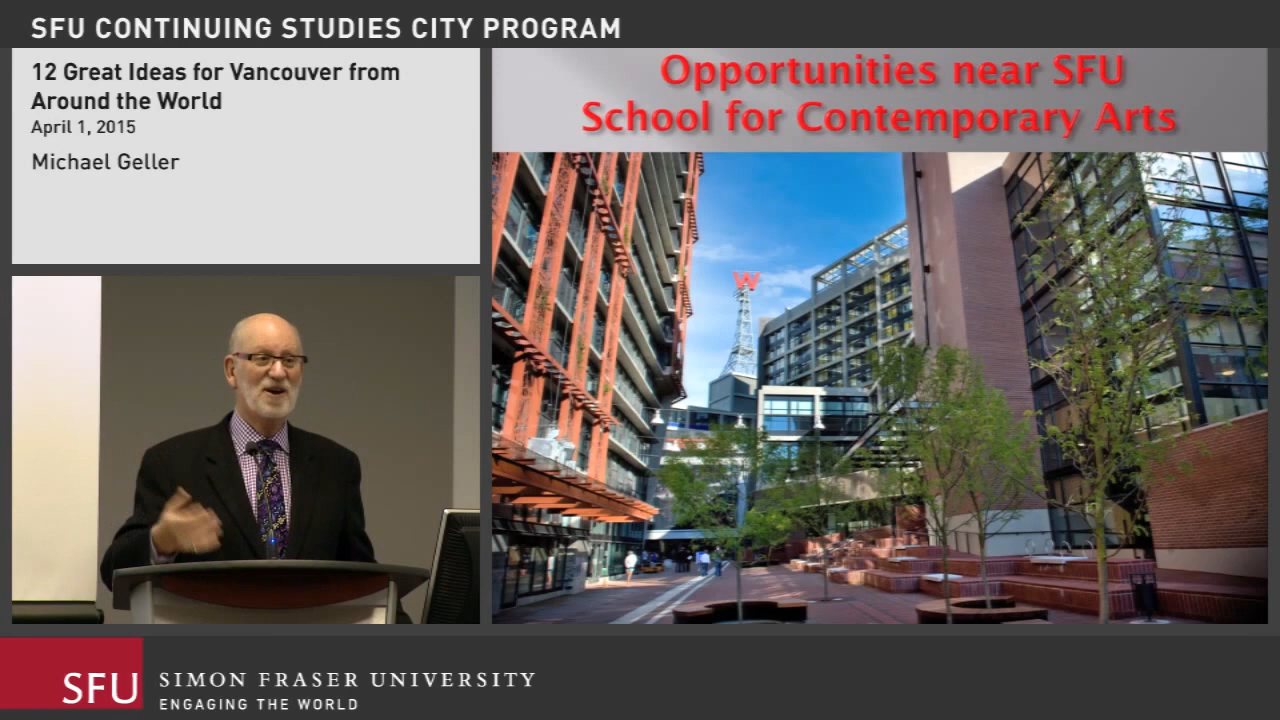 SFU CONTINUING STUDIES CITY PROGRAM
12 Great Ideas for Vancouver from
Around the World
April 1, 2015
Michael Geller
Opportunities near SFU
School for Contemporary Arts
W
SFU
SIMON FRASER UNIVERSITY
ENGAGING THE WORLD